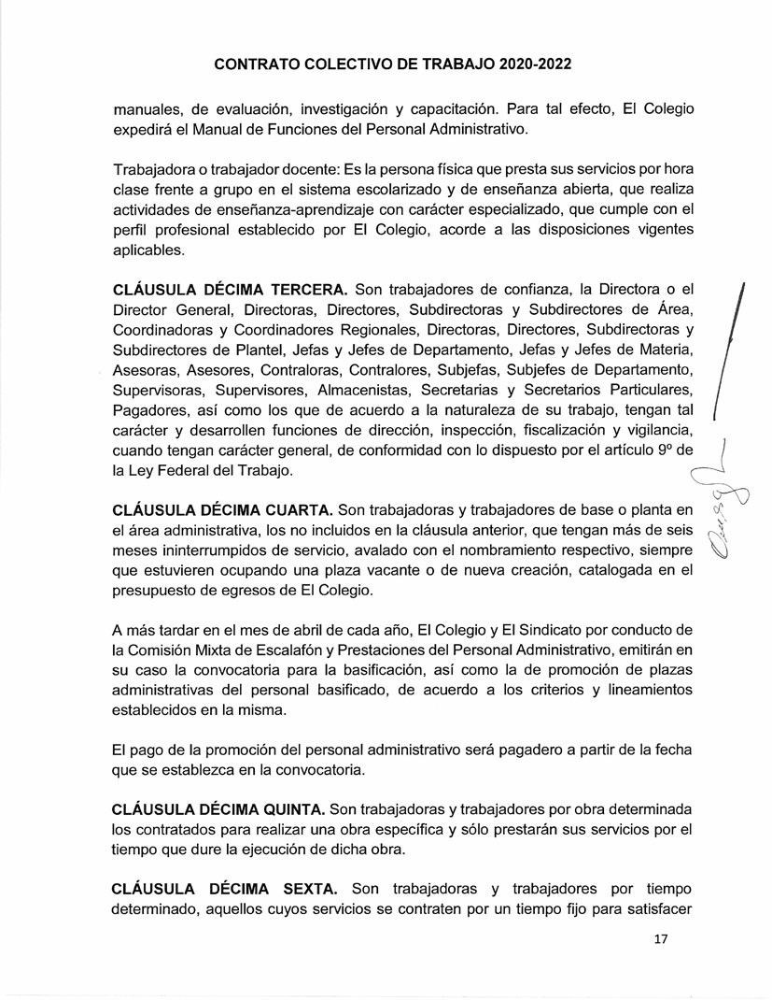 CONTRATO COLECTIVO DE TRABAJO 2020-2022
manuales, de evaluación, investigación y capacitación. Para tal efecto, El Colegio
expedirá el Manual de Funciones del Personal Administrativo.
Trabajadora o trabajador docente: Es la persona física que presta sus servicios por hora
clase frente a grupo en el sistema escolarizado y de enseñanza abierta, que realiza
actividades de enseñanza-aprendizaje con carácter especializado, que cumple con el
perfil profesional establecido por El Colegio, acorde a las disposiciones vigentes
aplicables.
CLÁUSULA DÉCIMA TERCERA. Son trabajadores de confianza, la Directora o el
Director General, Directoras, Directores, Subdirectoras y Subdirectores de Área,
Coordinadoras y Coordinadores Regionales, Directoras, Directores, Subdirectoras y
Subdirectores de Plantel, Jefas y Jefes de Departamento, Jefas y Jefes de Materia,
Asesoras, Asesores, Contraloras, Contralores, Subjefas, Subjefes de Departamento,
Supervisoras, Supervisores, Almacenistas, Secretarias y Secretarios Particulares,
Pagadores, así como los que de acuerdo a la naturaleza de su trabajo, tengan tal
carácter y desarrollen funciones de dirección, inspección, fiscalización y vigilancia,
cuando tengan carácter general, de conformidad con lo dispuesto por el artículo 9º de
la Ley Federal del Trabajo.
CLÁUSULA DÉCIMA CUARTA. Son trabajadoras y trabajadores de base o planta en
el área administrativa, los no incluidos en la cláusula anterior, que tengan más de seis
meses ininterrumpidos de servicio, avalado con el nombramiento respectivo, siempre
que estuvieren ocupando una plaza vacante o de nueva creación, catalogada en el
presupuesto de egresos de El Colegio.
A más tardar en el mes de abril de cada año, El Colegio y El Sindicato por conducto de
la Comisión Mixta de Escalafón y Prestaciones del Personal Administrativo, emitirán en
su caso la convocatoria para la basificación, así como la de promoción de plazas
administrativas del personal basificado, de acuerdo a los criterios y lineamientos
establecidos en la misma.
El pago de la promoción del personal administrativo será pagadero a partir de la fecha
que se establezca en la convocatoria.
CLÁUSULA DÉCIMA QUINTA. Son trabajadoras y trabajadores por obra determinada
los contratados para realizar una obra específica y sólo prestarán sus servicios por el
tiempo que dure la ejecución de dicha obra.
CLÁUSULA DÉCIMA SEXTA. Son trabajadoras y trabajadores por tiempo
determinado, aquellos cuyos servicios se contraten por un tiempo fijo para satisfacer
17